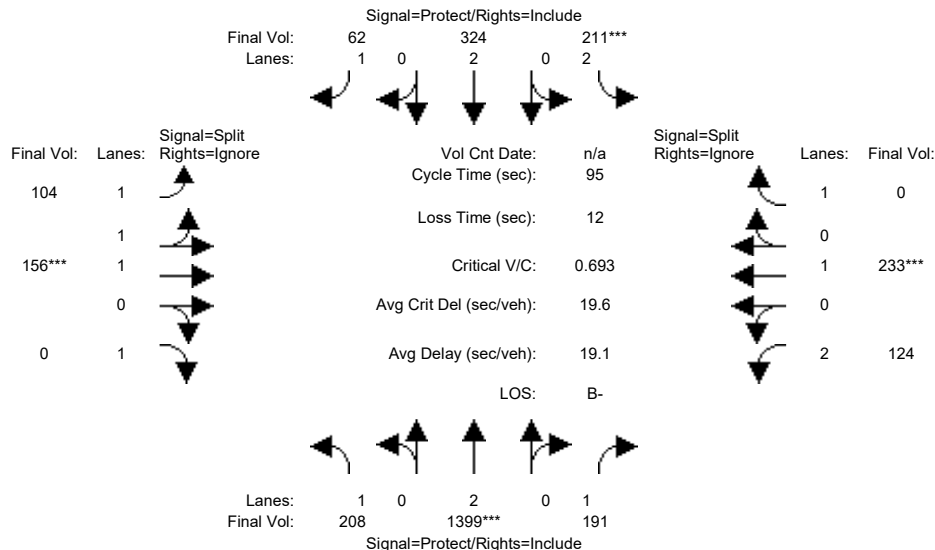 Signal=Protect/Rights=Include
Final Vol: 62 324 211***
Lanes: 1 0 2 0 2
Signal=Split
Final Vol: Lanes: Rights=Ignore
Vol Cnt Date: n/a
Signal=Split
Rights=Ignore Lanes: Final Vol:
Cycle Time (sec): 95
104 1
1 0
Loss Time (sec): 12
1
0
156*** 1
Critical V/C: 0.693
1 233***
0
Avg Crit Del (sec/veh): 19.6
0
0 1
Avg Delay (sec/veh): 19.1
2 124
LOS: B-
Lanes: 1 0 2 0 1
Final Vol: 208 1399*** 191
Signal=Protect/Rights=Include